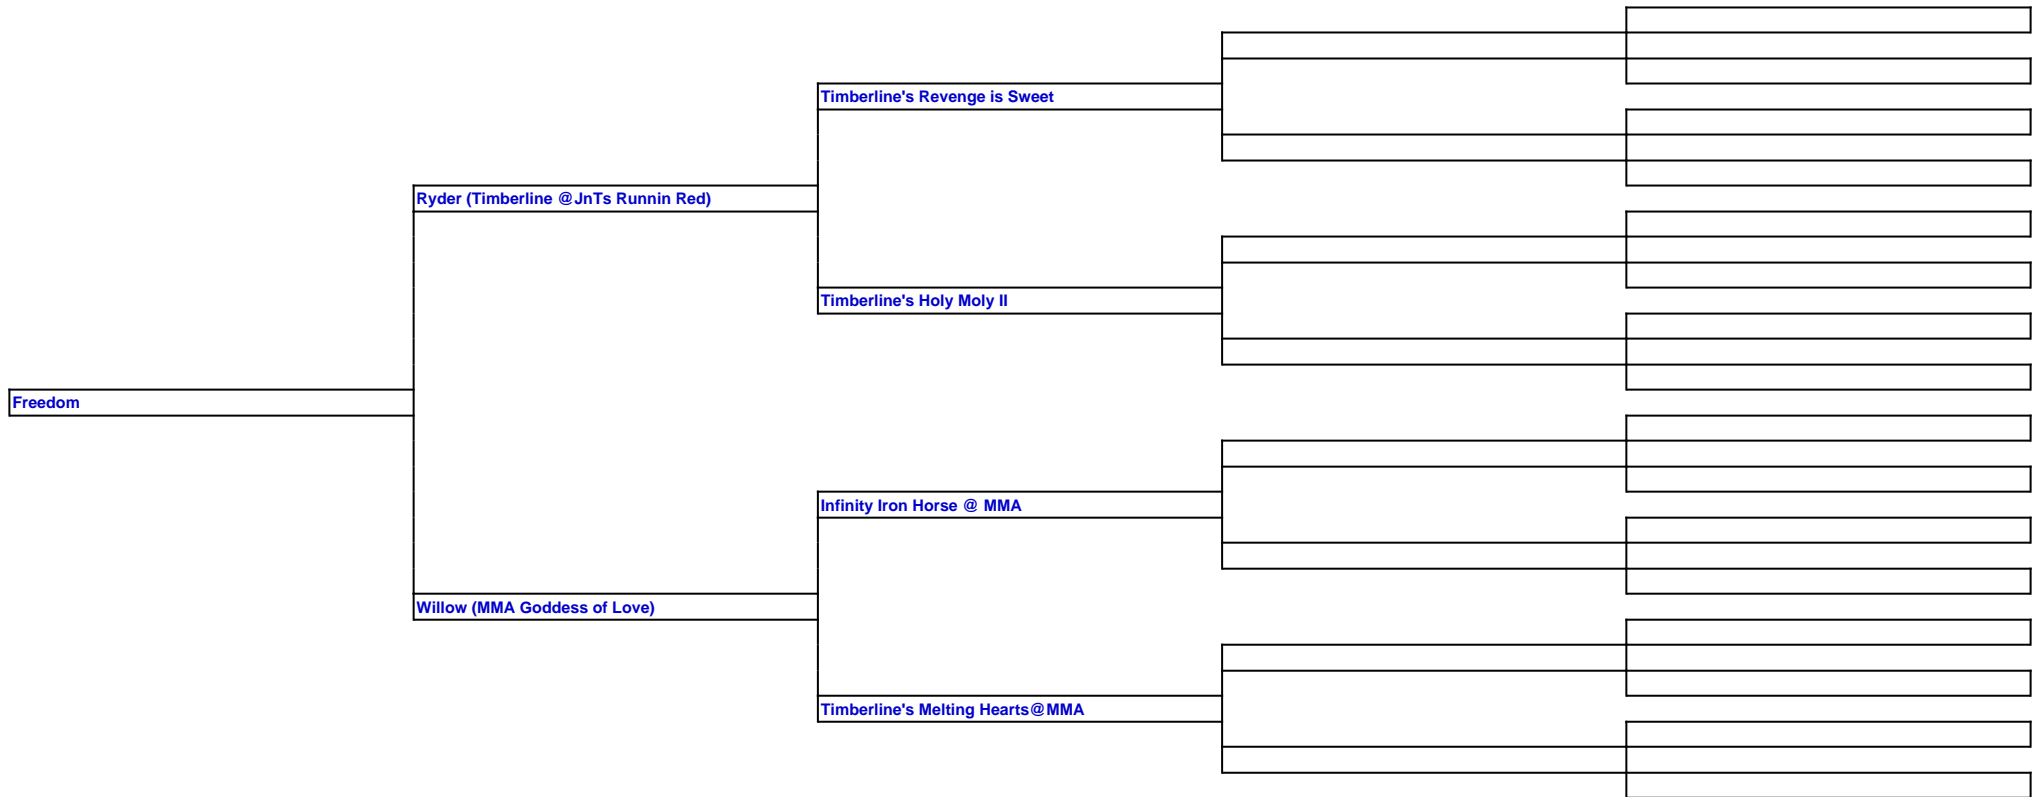 Timberline's Revenge is Sweet
Ryder (Timberline @JnTs Runnin Red)
Timberline's Holy Moly II
Freedom
Infinity Iron Horse @ MMA
Willow (MMA Goddess of Love)
Timberline's Melting Hearts@MMA